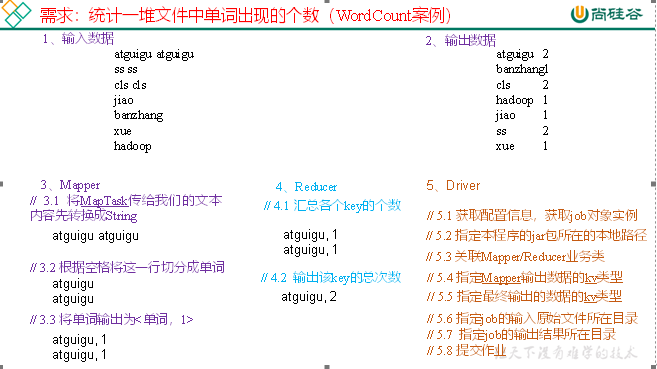 需求：统计一堆文件中单词出现的个数（WordCount案例）
尚硅谷
1、输入数据
atguigu atguigu
ss ss
cls cls
jiao
banzhang
xue
hadoop
2、输出数据
atguigu 2
banzhang1
cls 2
hadoop 1
jiao 1
ss 2
xue 1
3、Mapper
// 3.1 将MapTask传给我们的文本
内容先转换成String
atguigu atguigu
// 3.2 根据空格将这一行切分成单词
atguigu
atguigu
// 3.3 将单词输出为<单词，1>
atguigu, 1
atguigu, 1
4、Reducer
// 4.1 汇总各个key的个数
atguigu, 1
atguigu, 1
// 4.2 输出该key的总次数
atguigu, 2
5、Driver
// 5.1 获取配置信息，获取job对象实例
// 5.2 指定本程序的jar包所在的本地路径
// 5.3 关联Mapper/Reducer业务类
// 5.4 指定Mapper输出数据的kv类型
// 5.5 指定最终输出的数据的kv类型
// 5.6 指定job的输入原始文件所在目录
// 5.7 指定job的输出结果所在目录
// 5.8 提交作业
天下没有难学的技术